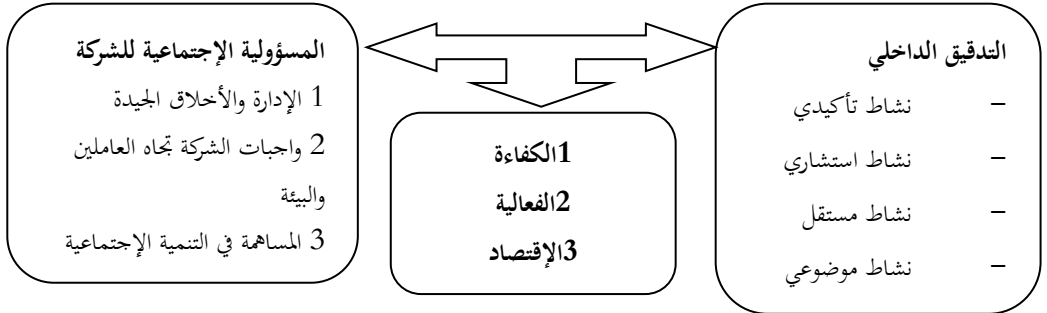 التدقيق الداخلي
– نشاط تأكيدي
– نشاط استشاري
– نشاط مستقل
– نشاط موضوعي
المسؤولية الإجتماعية للشركة
1 الإدارة والأخلاق الجيدة
2 واجبات الشركة تجاه العاملين
والبيئة
3 المساهمة في التنمية الإجتماعية
1الكفاءة
2الفعالية
3الإقتصاد